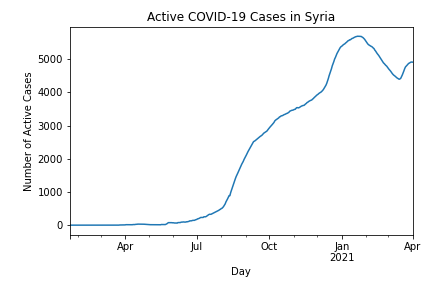 Active COVID-19 Cases in Syria
Number of Active Cases
5000
4000
3000
2000
1000
0
Apr
Jul
Oct
Jan
2021
Apr
Day